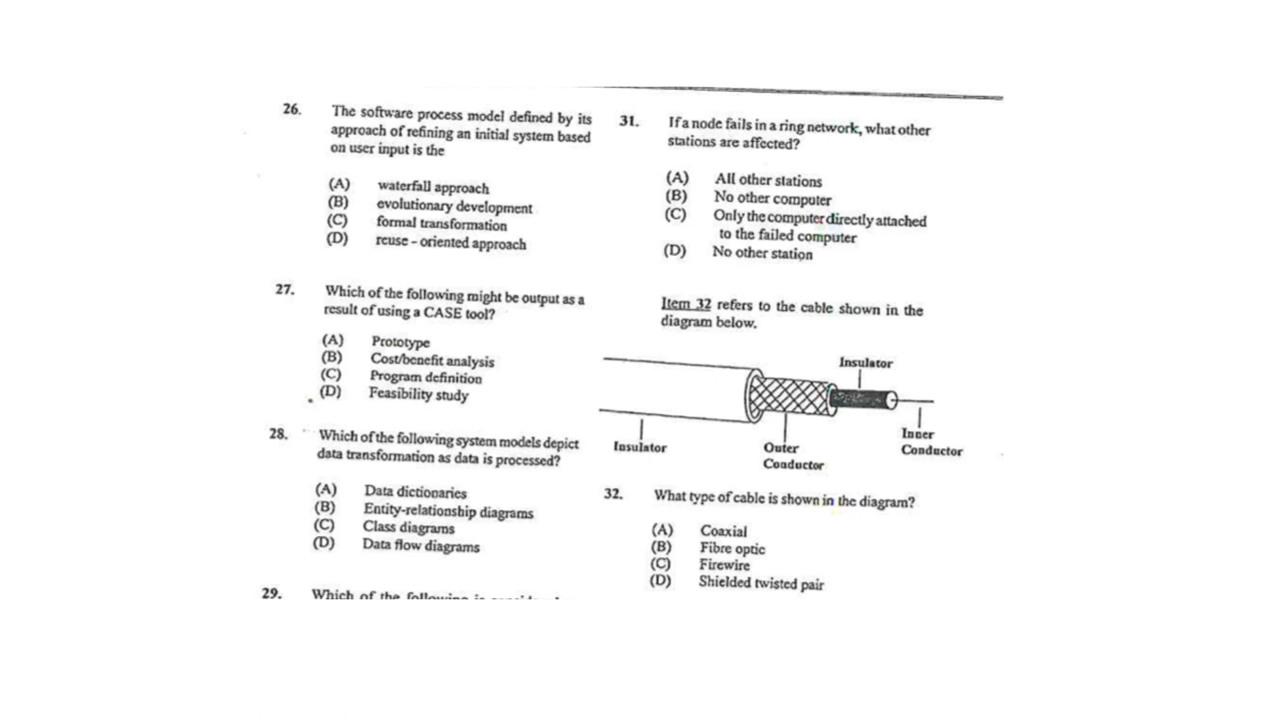 26. The software process model defined by its
approach of refining an initial system based
on user input is the
(A) waterfall approach
(B) evolutionary development
(C) formal transformation
(D) reuse - oriented approach
27. Which of the following might be output as a
result of using a CASE tool?
(A) Prototype
(B) Cost/benefit analysis
(C) Program definition
(D) Feasibility study
28. Which of the following system models depict
data transformation as data is processed?
(A) Data dictionaries
(B) Entity-relationship diagrams
(C) Class diagrams
(D) Data flow diagrams
29. Which of the following is
31. If a node fails in a ring network, what other
stations are affected?
(A) All other stations
(B) No other computer
(C) Only the computer directly attached
to the failed computer
(D) No other station
Item 32 refers to the cable shown in the
diagram below.
Insulator
Insulator
Outer
Conductor
Inner
Conductor
32. What type of cable is shown in the diagram?
(A) Coaxial
(B) Fibre optic
(C) Firewire
(D) Shielded twisted pair